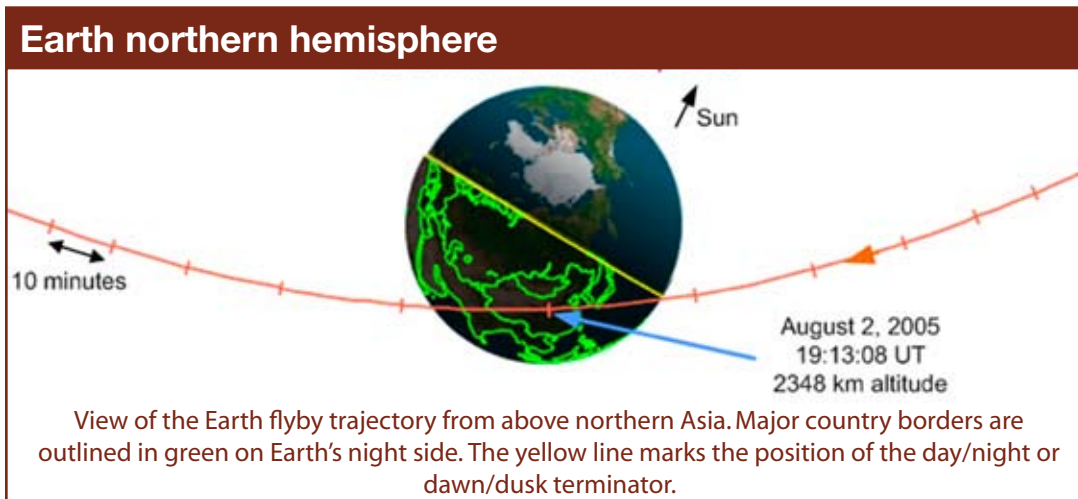 Earth northern hemisphere
Sun
10 minutes
August 2, 2005
19:13:08 UT
2348 km altitude
View of the Earth flyby trajectory from above northern Asia. Major country borders are
outlined in green on Earth's night side. The yellow line marks the position of the day/night or
dawn/dusk terminator.